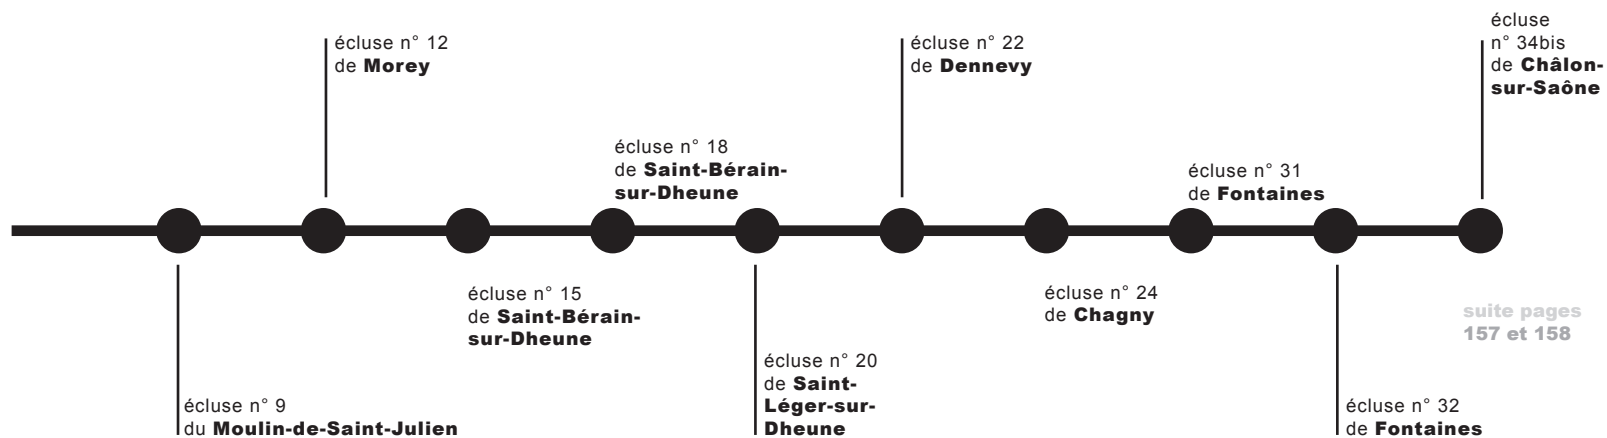 écluse n° 9
du Moulin-de-Saint-Julien
écluse n° 12
de Morey
écluse n° 15
de Saint-Bérain-
sur-Dheune
écluse n° 18
de Saint-Bérain-
sur-Dheune
écluse n° 20
de Saint-
Léger-sur-
Dheune
écluse n° 22
de Dennevy
écluse n° 24
de Chagny
écluse n° 31
de Fontaines
écluse n° 32
de Fontaines
écluse
n° 34bis
de Châlon-
sur-Saône
suite pages
157 et 158